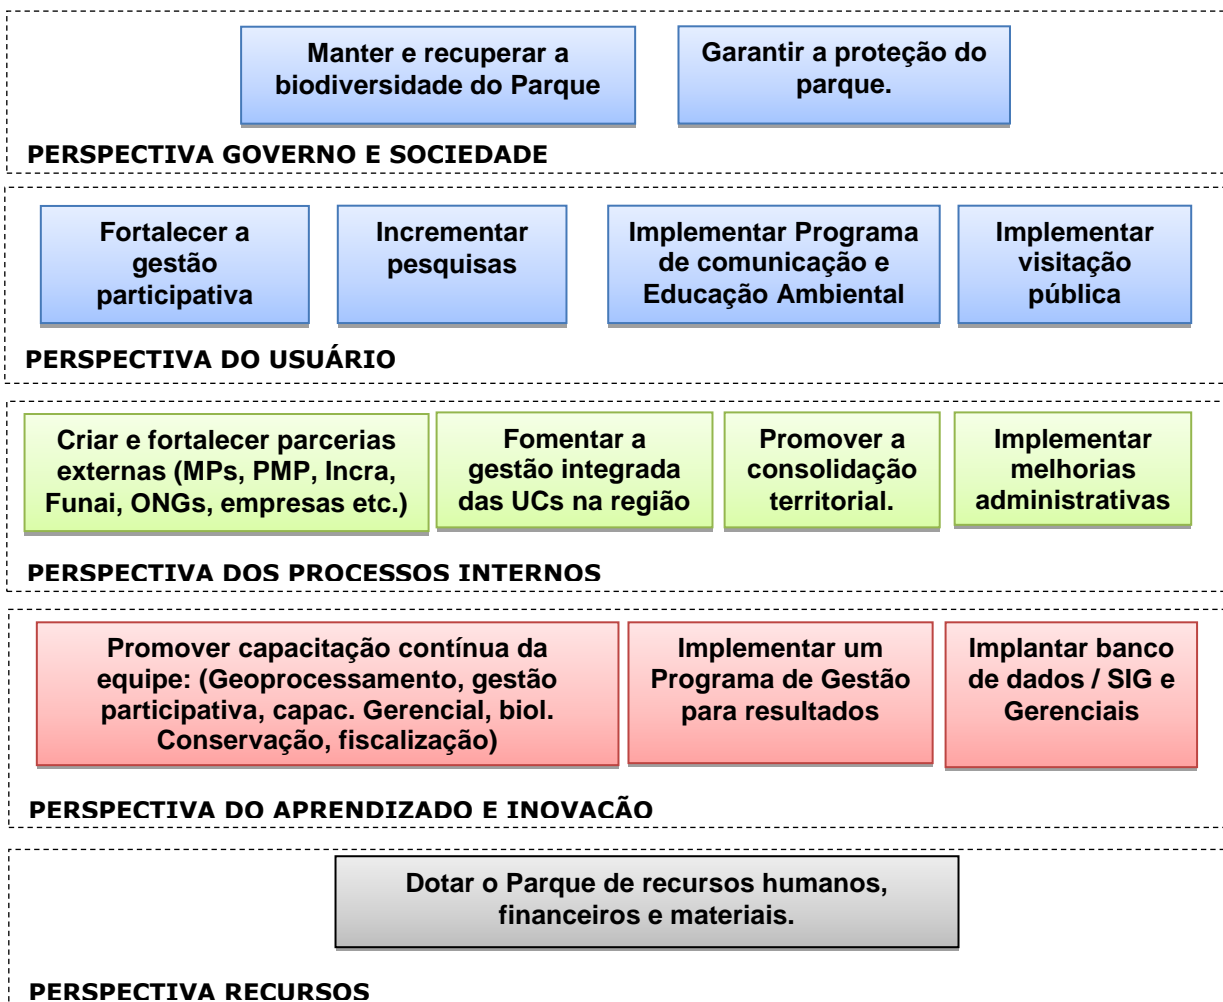 Manter e recuperar a
biodiversidade do Parque
Garantir a proteção do
parque.
PERSPECTIVA GOVERNO E SOCIEDADE
Fortalecer a
gestão
participativa
Incrementar
pesquisas
Implementar Programa
de comunicação e
Educação Ambiental
Implementar
visitação
pública
PERSPECTIVA DO USUÁRIO
Criar e fortalecer parcerias
externas (MPs, PMP, Incra,
Funai, ONGs, empresas etc.)
Fomentar a
gestão integrada
das UCs na região
Promover a
consolidação
territorial.
Implementar
melhorias
administrativas
PERSPECTIVA DOS PROCESSOS INTERNOS
Promover capacitação contínua da
equipe: (Geoprocessamento, gestão
participativa, capac. Gerencial, biol.
Conservação, fiscalização)
Implementar um
Programa de Gestão
para resultados
Implantar banco
de dados / SIG e
Gerenciais
PERSPECTIVA DO APRENDIZADO E INOVAÇÃO
Dotar o Parque de recursos humanos,
financeiros e materiais.
PERSPECTIVA RECURSOS